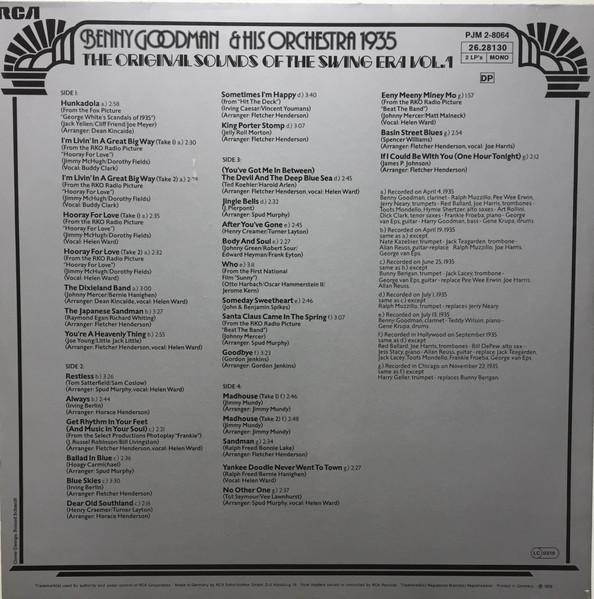 RCA
BENNY GOODMAN & HIS ORCHESTRA 1935
THE ORIGINAL SOUNDS OF THE SWING ERA VOL.1
PJM 2-8064
26.28130
2 LP's MONO
DP
SIDE 1:
Hunkadola a.) 2:58
(From the Fox Picture
"George White's Scandals of 1935")
(Jack Yellen/Cliff Friend/Joe Meyer)
(Arranger: Dean Kincaide)
I'm Livin' In A Great Big Way (Take 1) a.) 2:30
(From the RKO Radio Picture
"Hooray For Love")
(Jimmy McHugh/Dorothy Fields)
(Vocal: Buddy Clark)
I'm Livin' In A Great Big Way (Take 2) a.)
(From the RKO Radio Picture
"Hooray For Love")
(Jimmy McHugh/Dorothy Fields)
(Vocal: Buddy Clark)
Hooray For Love (Take 1) a.) 2:35
(From the RKO Radio Picture
"Hooray For Love")
(Jimmy McHugh/Dorothy Fields)
(Vocal: Helen Ward)
Hooray For Love (Take 2) a.) 2:32
(From the RKO Radio Picture
"Hooray For Love")
(Jimmy McHugh/Dorothy Fields)
(Vocal: Helen Ward)
The Dixieland Band a.) 3:00
(Johnny Mercer/Bernie Hanighen)
(Arranger: Dean Kincaide, vocal: Helen Ward)
The Japanese Sandman b.) 3:27
(Raymond Egan/Richard Whiting)
(Arranger: Fletcher Henderson)
You're A Heavenly Thing b.) 2:55
(Joe Young/Little Jack Little)
(Arranger: Fletcher Henderson, vocal: Helen Ward)
SIDE 2:
Restless b.) 3:26
(Tom Satterfield/Sam Coslow)
(Arranger: Spud Murphy, vocal: Helen Ward)
Always b.) 2:44
(Irving Berlin)
(Arranger: Horace Henderson)
Get Rhythm In Your Feet
(And Music In Your Soul) c.) 2:21
(From the Select Productions Photoplay "Frankie")
(J. Russel Robinson/Bill Livingston)
(Arranger: Fletcher Henderson, vocal: Helen Ward)
Ballad In Blue c.) 2:36
(Hoagy Carmichael)
(Arranger: Spud Murphy)
Blue Skies c.) 3:30
(Irving Berlin)
(Arranger: Fletcher Henderson)
Dear Old Southland c.)
(Henry Creamer/Turner Layton)
(Arranger: Horace Henderson)
Sometimes I'm Happy d.) 3:40
(from "Hit The Deck")
(Irving Caesar/Vincent Youmans)
(Arranger: Fletcher Henderson)
King Porter Stomp d.) 3:07
(Jelly Roll Morton)
(Arranger: Fletcher Henderson)
SIDE 3:
(You've Got Me In Between)
The Devil And The Deep Blue Sea d.) 2:45
(Ted Koehler/Harold Arlen)
(Arranger: Fletcher Henderson, vocal: Helen Ward)
Jingle Bells d.) 2:32
(J. Pierpont)
(Arranger: Spud Murphy)
After You've Gone e.) 2:45
(Henry Creamer/Turner Layton)
Body And Soul e.) 3:27
(Johnny Green/Robert Sour/
Edward Heyman/Frank Eyton)
Who e.) 3:11
(From the First National
Film "Sunny")
(Otto Harbach/Oscar Hammerstein II/
Jerome Kern)
Someday Sweetheart e.) 2:46
(John & Benjamin Spikes)
Santa Claus Came In The Spring f.) 3:07
(From the RKO Radio Picture
"Beat The Band")
(Johnny Mercer)
(Arranger: Spud Murphy)
Goodbye f.) 3:23
(Gordon Jenkins)
(Arranger: Gordon Jenkins)
SIDE 4:
Madhouse (Take 1) f.) 2:46
(Jimmy Mundy)
(Arranger: Jimmy Mundy)
Madhouse (Take 2) f.) 2:48
(Jimmy Mundy)
(Arranger: Jimmy Mundy)
Sandman g.) 2:34
(Ralph Freed/Bonnie Lake)
(Arranger: Fletcher Henderson)
Yankee Doodle Never Went To Town g.) 2:27
(Ralph Freed/Bernie Hanighen)
(Vocal: Helen Ward)
No Other One g.) 2:37
(Tot Seymour/Vee Lawnhurst)
(Arranger: Spud Murphy, vocal: Helen Ward)
Eeny Meeny Miney Mo g.) 1:57
(From the RKO Radio Picture
"Beat The Band")
(Johnny Mercer/Matt Malneck)
(Vocal: Helen Ward)
Basin Street Blues g.) 2:54
(Spencer Williams)
(Arranger: Fletcher Henderson, vocal: Joe Harris)
If I Could Be With You (One Hour Tonight) g.) 2:12
(James P. Johnson)
(Arranger: Fletcher Henderson)
a.) Recorded on April 4, 1935
Benny Goodman, clarinet - Ralph Muzzillo, Pee Wee Erwin,
Jerry Neary, trumpets - Red Ballard, Joe Harris, trombones -
Toots Mondello, Hymie Shertzer, alto saxes - Art Rollini,
Dick Clark, tenor saxes - Frank Froeba, piano - George
van Eps, guitar - Harry Goodman, bass - Gene Krupa, drums.
b.) Recorded on April 19, 1935
same as a.) except
Nate Kazebier, trumpet - Jack Teagarden, trombone -
Allan Reuss, guitar - replace Ralph Muzzillo, Joe Harris,
George van Eps.
c.) Recorded on June 25, 1935
same as b.) except
Bunny Berigan, trumpet - Jack Lacey, trombone -
George van Eps, guitar - replace Pee Wee Erwin, Joe Harris,
Allan Reuss.
d.) Recorded on July 1, 1935
same as c.) except
Ralph Muzzillo, trumpet - replaces Jerry Neary
e.) Recorded on July 13, 1935
Benny Goodman, clarinet - Teddy Wilson, piano -
Gene Krupa, drums.
f.) Recorded in Hollywood on September 1935
same as d.) except
Red Ballard, Joe Harris, trombones - Bill DePew, alto sax -
Jess Stacy, piano - Allan Reuss, guitar - replace Jack Teagarden,
Jack Lacey, Toots Mondello, Frankie Froeba, George van Eps.
g.) Recorded in Chicago on November 22, 1935
same as f.) except
Harry Geller, trumpet - replaces Bunny Berigan
LC 0316